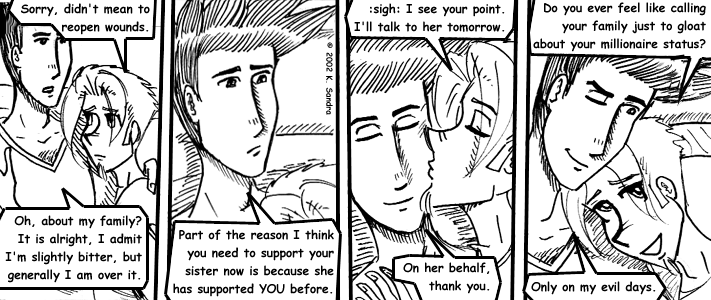 Sorry, didn't mean to
reopen wounds.
Oh, about my family?
It is alright, I admit
I'm slightly bitter, but
generally I am over it.
© 2002 K. Sandra
Part of the reason I think
you need to support your
sister now is because she
has supported YOU before.
:sigh: I see your point.
I'll talk to her tomorrow.
On her behalf,
thank you.
Do you ever feel like calling
your family just to gloat
about your millionaire status?
Only on my evil days.